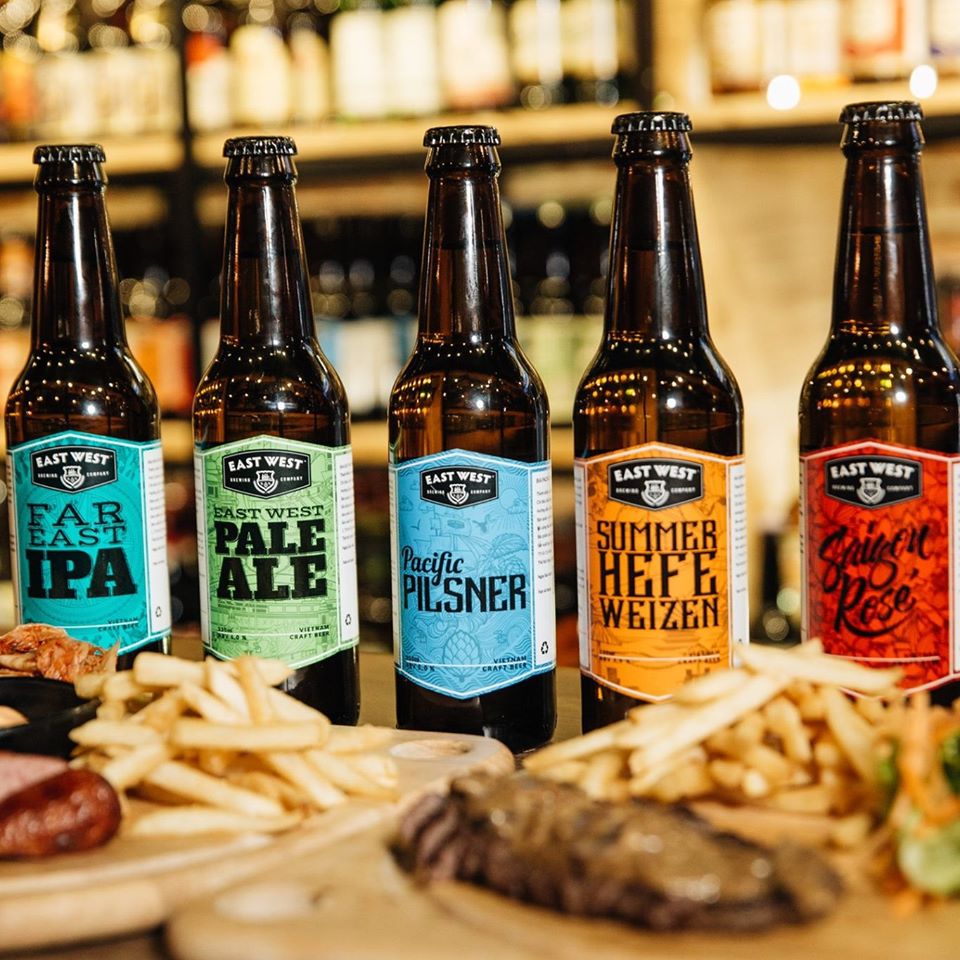 EAST WEST
BREWING COMPANY
FAR
EAST
IPA
EAST WEST
BREWING COMPANY
EAST WEST
PALE
ALE
VIETNAM
CRAFT BEER
EAST WEST
BREWING COMPANY
Pacific
PILSNER
VIETNAM
CRAFT BEER
EAST WEST
BREWING COMPANY
SUMMER
HEFE
WEIZEN
VIETNAM
CRAFT BEER
EAST WEST
BREWING COMPANY
Saigon
Rosé